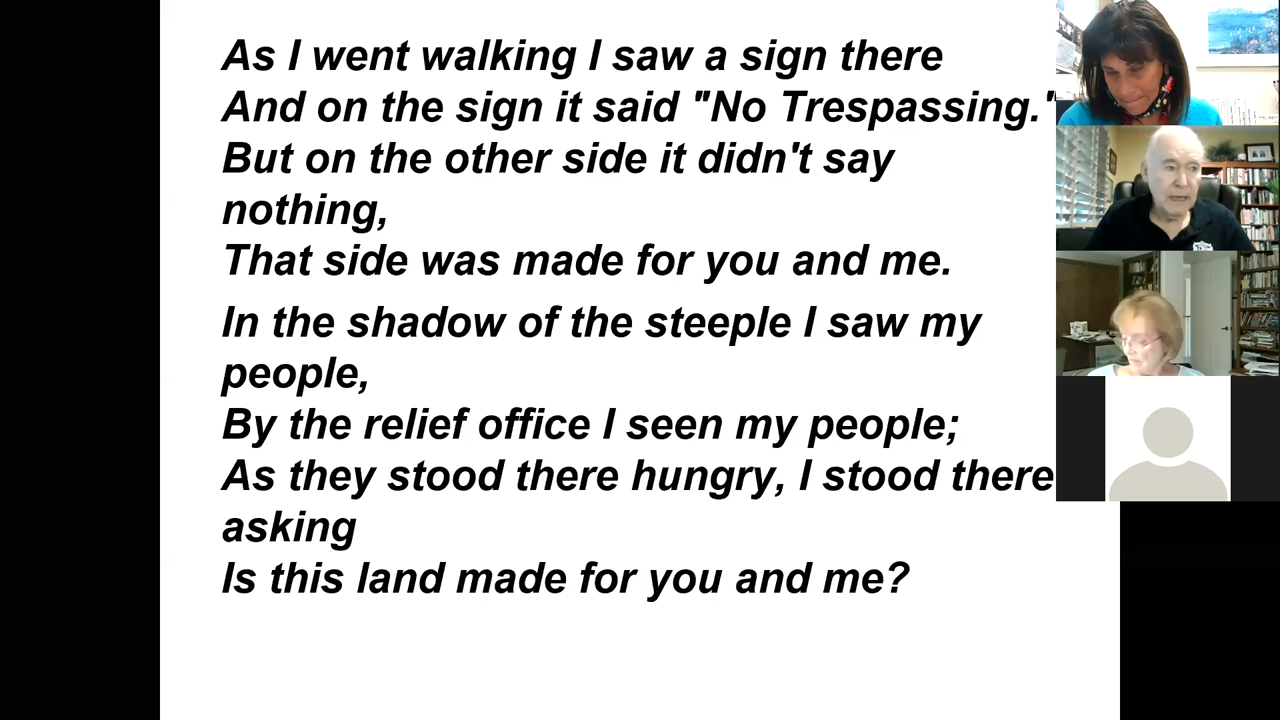 As I went walking I saw a sign there
And on the sign it said "No Trespassing."
But on the other side it didn't say
nothing,
That side was made for you and me.
In the shadow of the steeple I saw my
people,
By the relief office I seen my people;
As they stood there hungry, I stood there
asking
Is this land made for you and me?